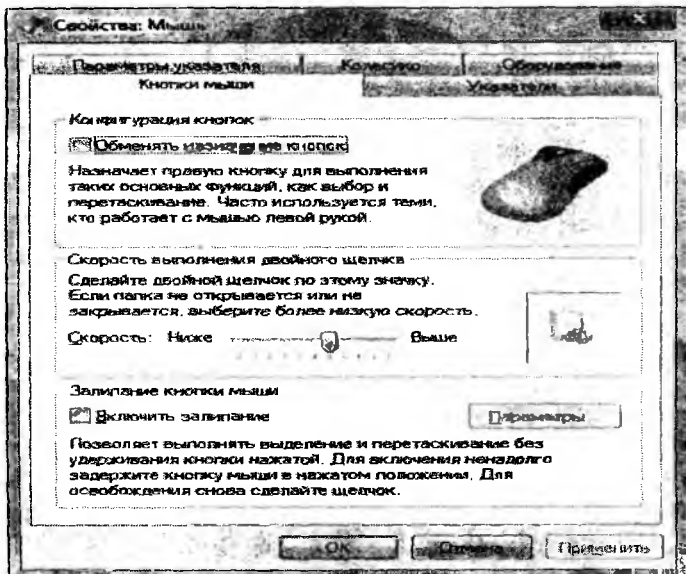 Свойства: Мышь
Параметры указателя Колесико Оборудование
Кнопки мыши Указатели
Конфигурация кнопок
Обменять назначение кнопок
Назначает правую кнопку для выполнения
таких основных функций, как выбор и
перетаскивание. Часто используется теми,
кто работает с мышью левой рукой.
Скорость выполнения двойного щелчка
Сделайте двойной щелчок по этому значку.
Если папка не открывается или не
закрывается, выберите более низкую скорость.
Скорость: Ниже Выше
Залипание кнопки мыши
Включить залипание Параметры
Позволяет выполнять выделение и перетаскивание без
удерживания кнопки нажатой. Для включения ненадолго
задержите кнопку мыши в нажатом положении. Для
освобождения снова сделайте щелчок.
OK Отмена Применить